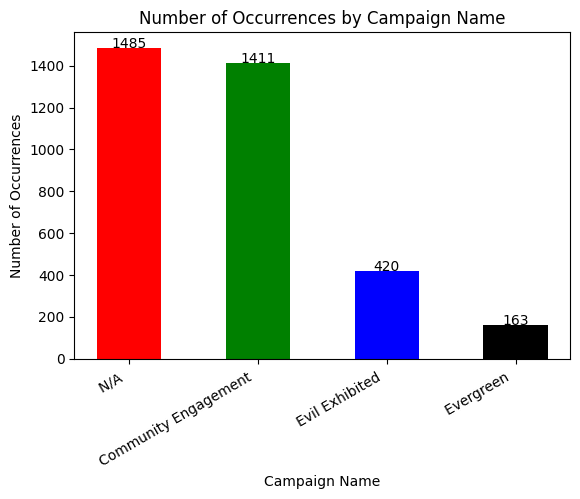 Number of Occurrences by Campaign Name
Number of Occurrences
1400
1200
1000
800
600
400
200
0
1485
1411
420
163
N/A
Community Engagement
Evil Exhibited
Evergreen
Campaign Name